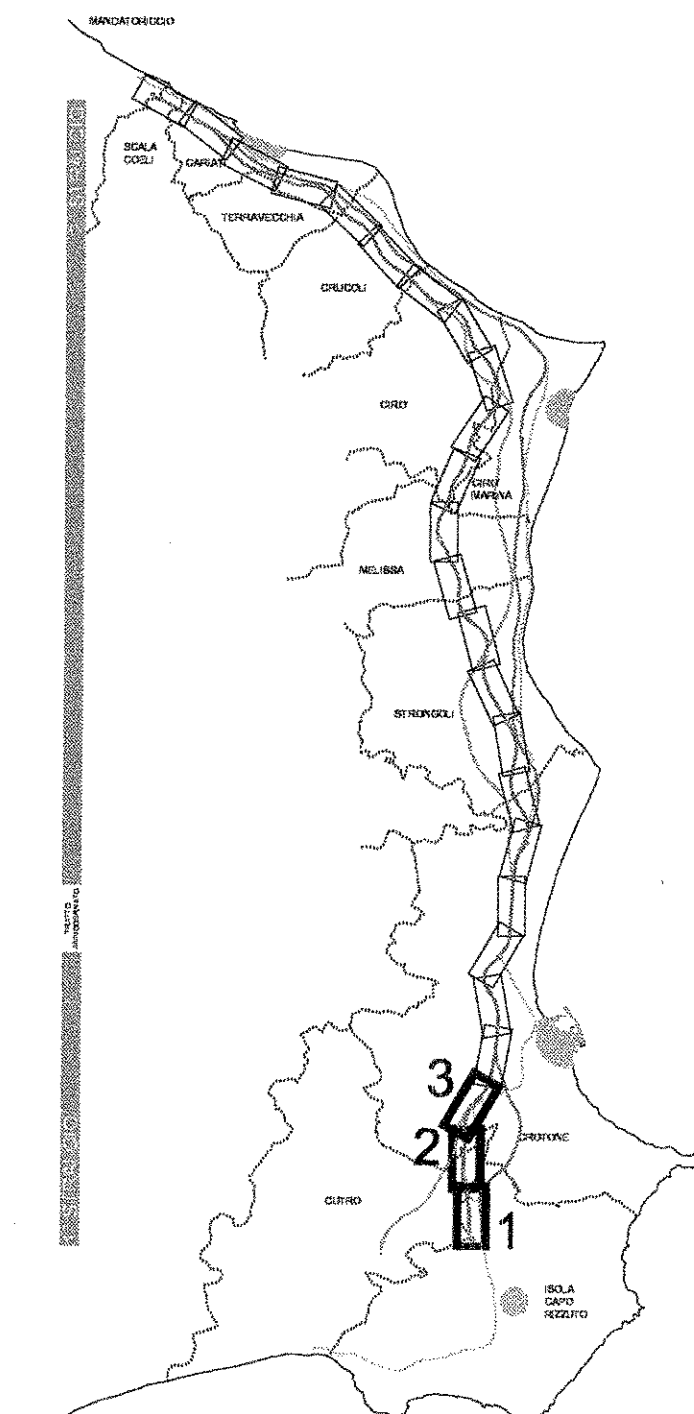 MANDATORICCIO
SCALA
COELI
CARIATI
TERRAVECCHIA
CRUCOLI
CIRO
CIRO
MARINA
MELISSA
STRONGOLI
TRATTO
3
2
CROTONE
CUTRO
1
ISOLA
CAPO
RIZZUTO